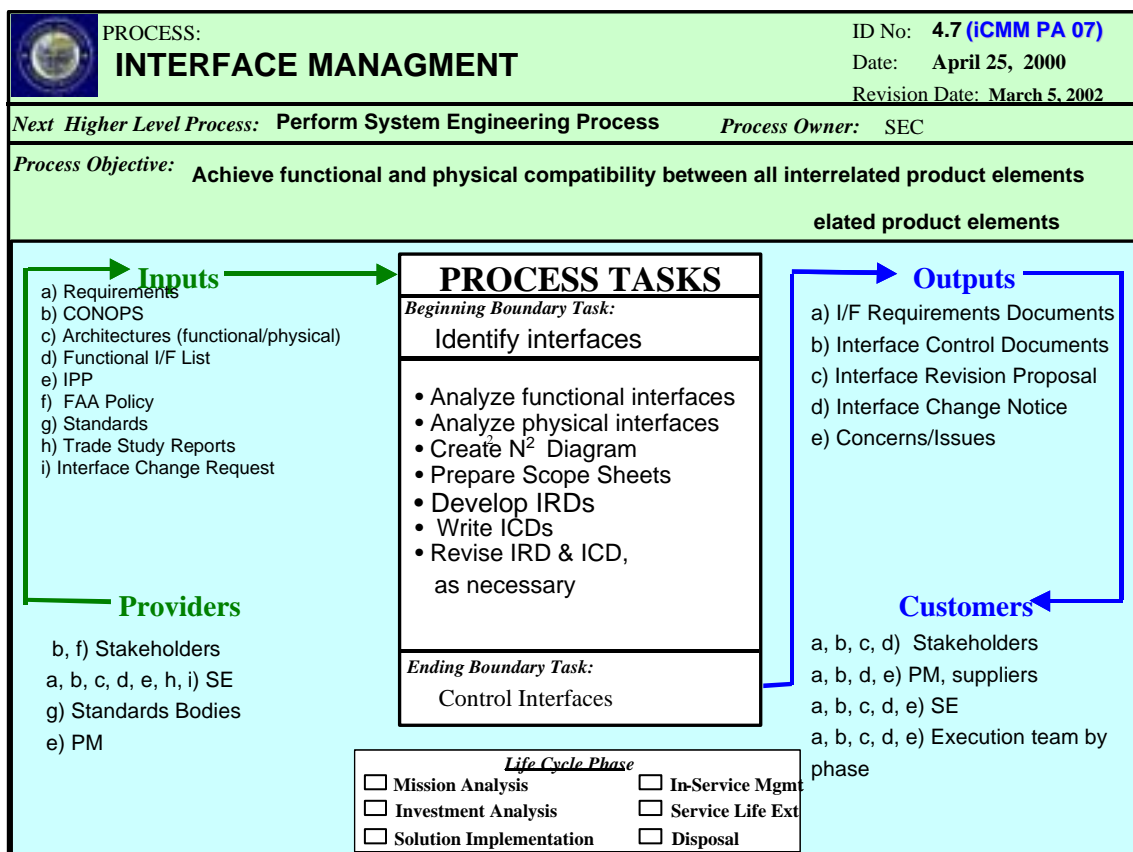 PROCESS:
INTERFACE MANAGMENT
ID No: 4.7 (iCMM PA 07)
Date: April 25, 2000
Revision Date: March 5, 2002
Next Higher Level Process: Perform System Engineering Process
Process Owner: SEC
Process Objective: Achieve functional and physical compatibility between all interrelated product elements
elated product elements
Inputs
a) Requirements
b) CONOPS
c) Architectures (functional/physical)
d) Functional I/F List
e) IPP
f) FAA Policy
g) Standards
h) Trade Study Reports
i) Interface Change Request
Providers
b, f) Stakeholders
a, b, c, d, e, h, i) SE
g) Standards Bodies
e) PM
PROCESS TASKS
Beginning Boundary Task:
Identify interfaces
• Analyze functional interfaces
• Analyze physical interfaces
2
• Create N² Diagram
• Prepare Scope Sheets
• Develop IRDs
• Write ICDs
• Revise IRD & ICD,
as necessary
Ending Boundary Task:
Control Interfaces
Outputs
a) I/F Requirements Documents
b) Interface Control Documents
c) Interface Revision Proposal
d) Interface Change Notice
e) Concerns/Issues
Customers
a, b, c, d) Stakeholders
a, b, d, e) PM, suppliers
a, b, c, d, e) SE
a, b, c, d, e) Execution team by
phase
Life Cycle Phase
Mission Analysis
Investment Analysis
Solution Implementation
In-Service Mgmt
Service Life Ext
Disposal